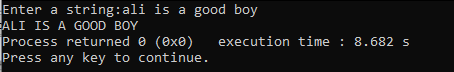 Enter a string:ali is a good boy
ALI IS A GOOD BOY
Process returned 0 (0x0)   execution time : 8.682 s
Press any key to continue.